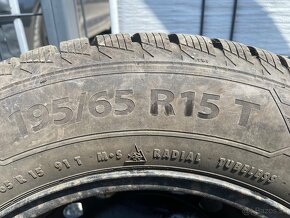 195/65 R15 T
R 15 91 T M+S RADIAL TUBELESS